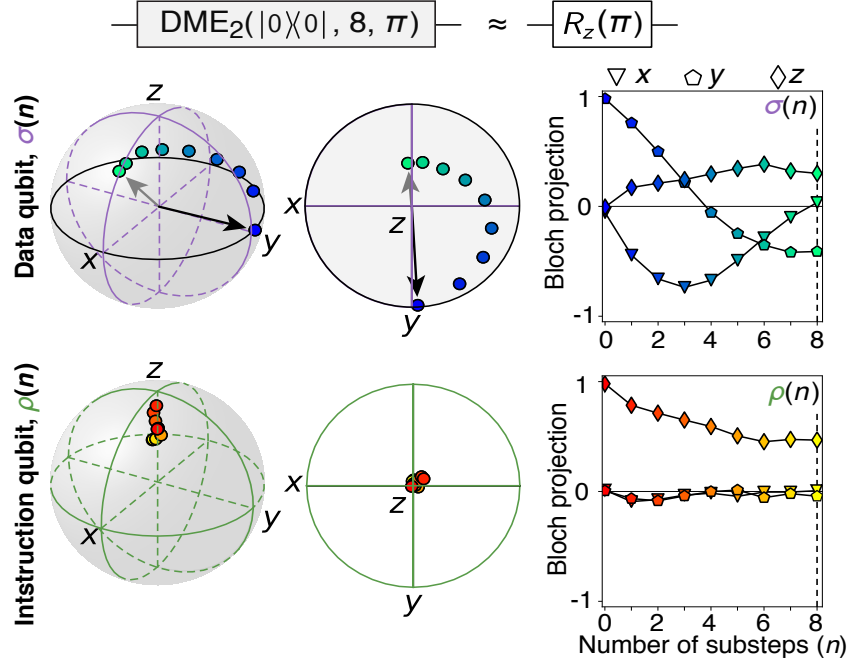 DME₂(|0⟩⟨0|, 8, π) ≈ R_z(π)
Data qubit, σ(n)
z
x
y
x
z
y
x y z
σ(n)
Bloch projection
1
0
-1
0 2 4 6 8
Intstruction qubit, ρ(n)
z
x
y
x
z
y
ρ(n)
Bloch projection
1
0
-1
0 2 4 6 8
Number of substeps (n)